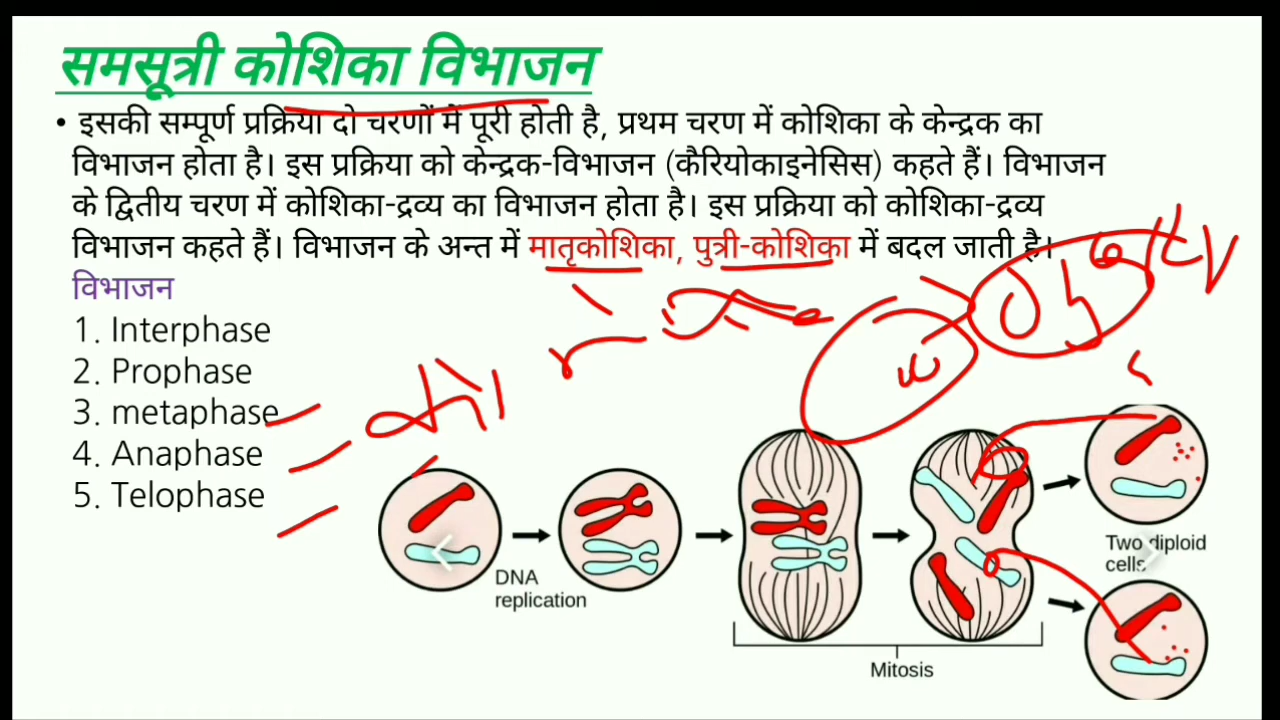 समसूत्री कोशिका विभाजन
• इसकी सम्पूर्ण प्रक्रिया दो चरणों में पूरी होती है, प्रथम चरण में कोशिका के केन्द्रक का
विभाजन होता है। इस प्रक्रिया को केन्द्रक-विभाजन (कैरियोकाइनेसिस) कहते हैं। विभाजन
के द्वितीय चरण में कोशिका-द्रव्य का विभाजन होता है। इस प्रक्रिया को कोशिका-द्रव्य
विभाजन कहते हैं। विभाजन के अन्त में मातृकोशिका, पुत्री-कोशिका में बदल जाती है।
विभाजन
1. Interphase
2. Prophase
3. metaphase
4. Anaphase
5. Telophase
DNA
replication
Mitosis
Two diploid
cells